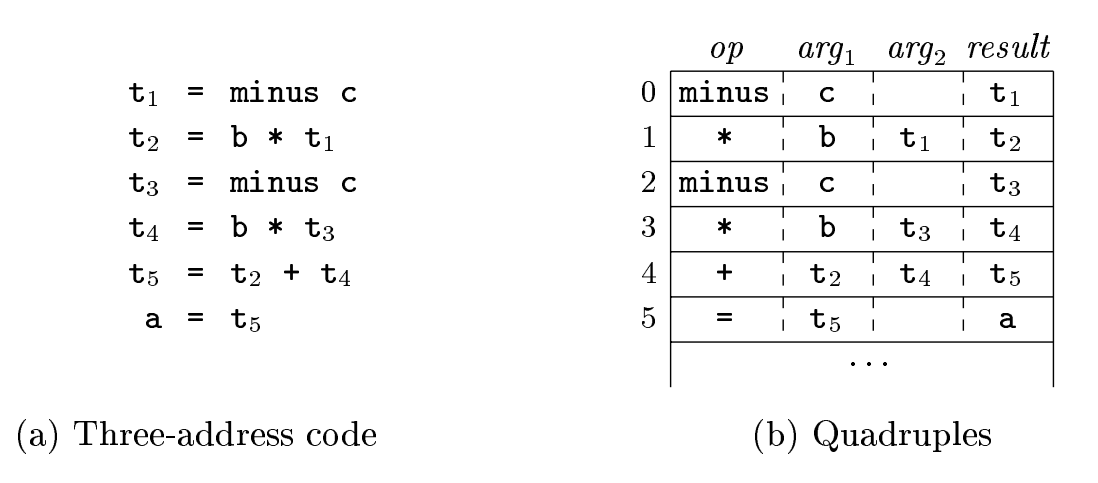 t₁ = minus c
t₂ = b * t₁
t₃ = minus c
t₄ = b * t₃
t₅ = t₂ + t₄
a = t₅
(a) Three-address code
op arg₁ arg₂ result
0 minus c t₁
1 * b t₁ t₂
2 minus c t₃
3 * b t₃ t₄
4 + t₂ t₄ t₅
5 = t₅ a
...
(b) Quadruples